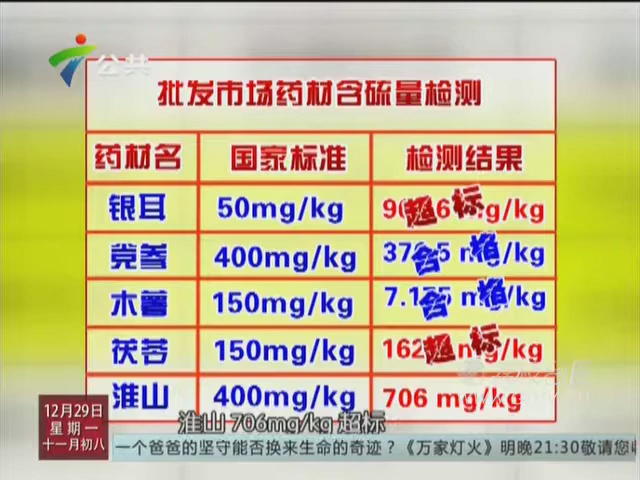 公共
批发市场药材含硫量检测
药材名 国家标准 检测结果
银耳 50mg/kg 超标
党参 400mg/kg 合格
木薯 150mg/kg 合格
茯苓 150mg/kg 超标
淮山 400mg/kg 706 mg/kg
淮山 706mg/kg 超标
12月29日
星期一
十一月初八
一个爸爸的坚守能否换来生命的奇迹？《万家灯火》明晚21:30敬请您